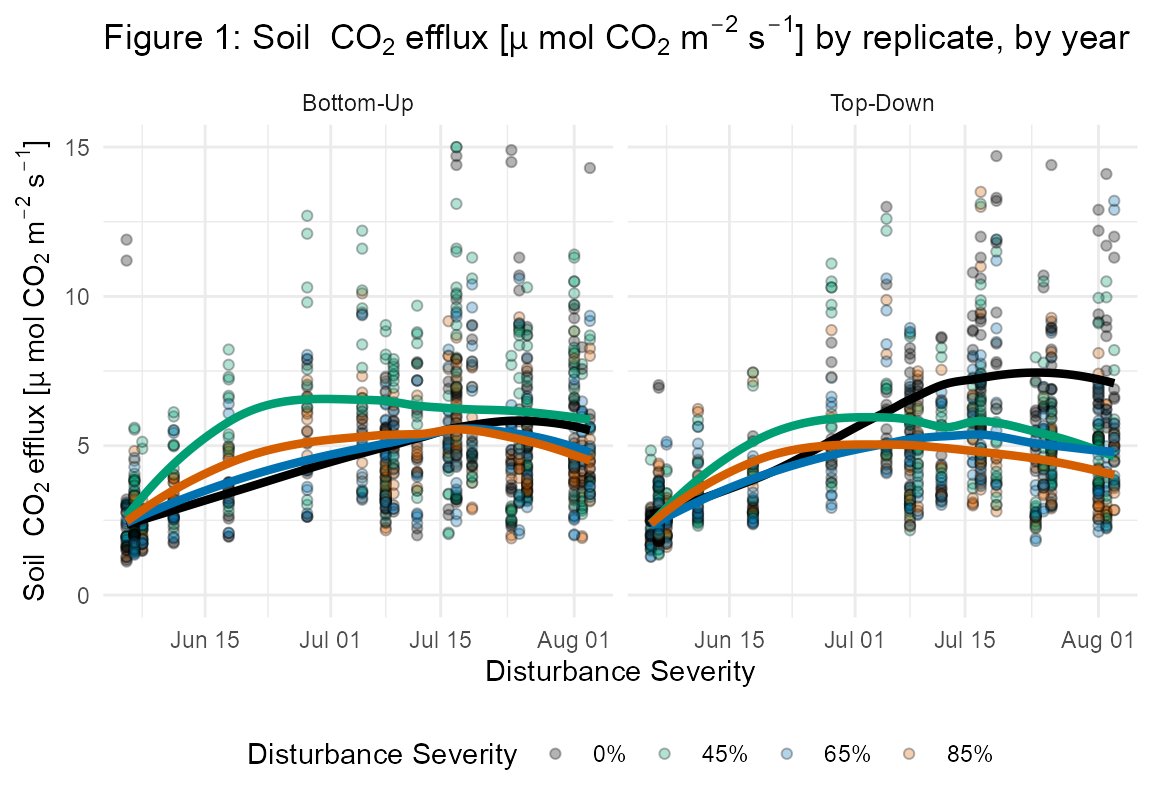 Figure 1: Soil  CO₂ efflux [μ mol CO₂ m⁻² s⁻¹] by replicate, by year
Bottom-Up
Top-Down
Soil  CO₂ efflux [μ mol CO₂ m⁻² s⁻¹]
15
10
5
0
Jun 15
Jul 01
Jul 15
Aug 01
Jun 15
Jul 01
Jul 15
Aug 01
Disturbance Severity
Disturbance Severity 0% 45% 65% 85%